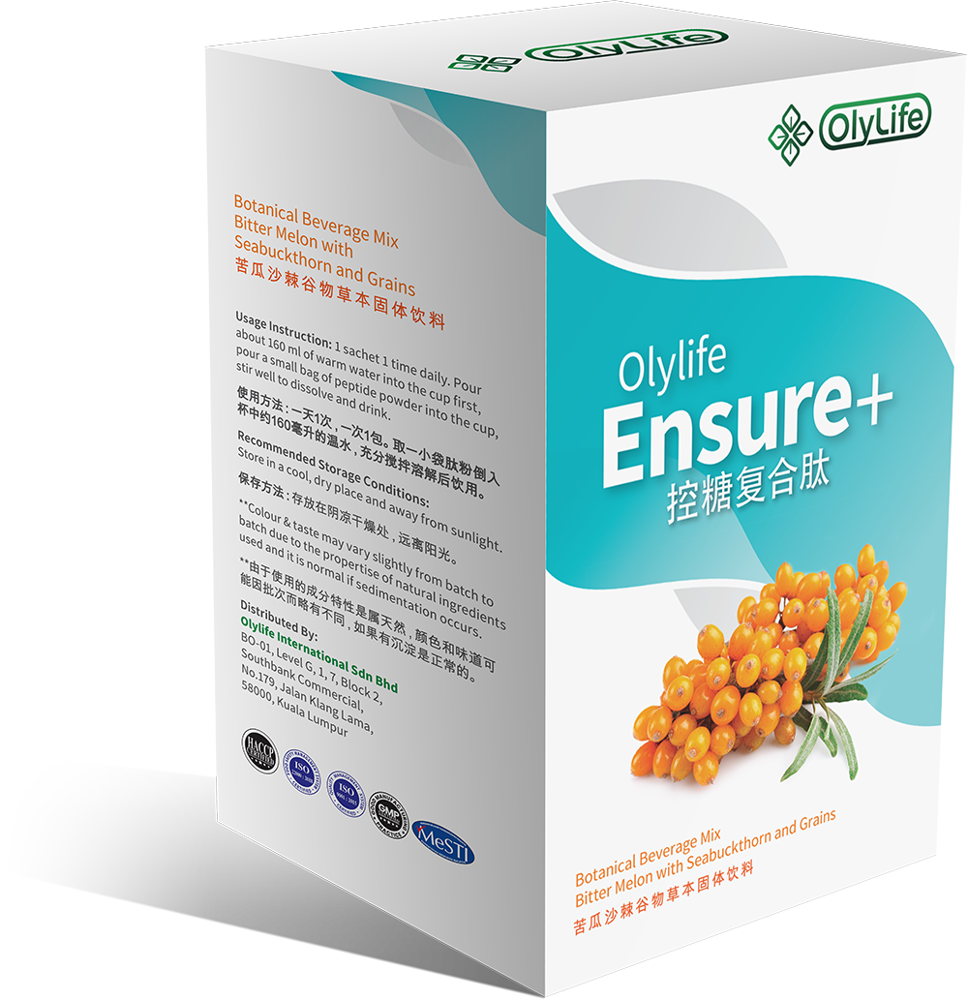 OlyLife
OlyLife
Botanical Beverage Mix
Bitter Melon with
Seabuckthorn and Grains
苦瓜沙棘谷物草本固体饮料
Usage Instruction: 1 sachet 1 time daily. Pour
about 160 ml of warm water into the cup first,
pour a small bag of peptide powder into the cup,
stir well to dissolve and drink.
使用方法 : 一天1次 , 一次1包。取一小袋肽粉倒入
杯中约160毫升的温水 , 充分搅拌溶解后饮用。
Recommended Storage Conditions:
Store in a cool, dry place and away from sunlight.
保存方法 : 存放在阴凉干燥处 , 远离阳光。
**Colour & taste may vary slightly from batch to
batch due to the propertise of natural ingredients
used and it is normal if sedimentation occurs.
**由于使用的成分特性是属天然 , 颜色和味道可
能因批次而略有不同 , 如果有沉淀是正常的。
Distributed By:
Olylife International Sdn Bhd
BO-01, Level G, 1, 7, Block 2,
Southbank Commercial,
No.179, Jalan Klang Lama,
58000, Kuala Lumpur
HACCP
CERTIFIED
ISO
22000 : 2018
ISO
9001 : 2015
GOOD MANUFACTURING
GMP
PRACTICE
MeSTI
Olylife
Ensure+
控糖复合肽
Botanical Beverage Mix
Bitter Melon with Seabuckthorn and Grains
苦瓜沙棘谷物草本固体饮料